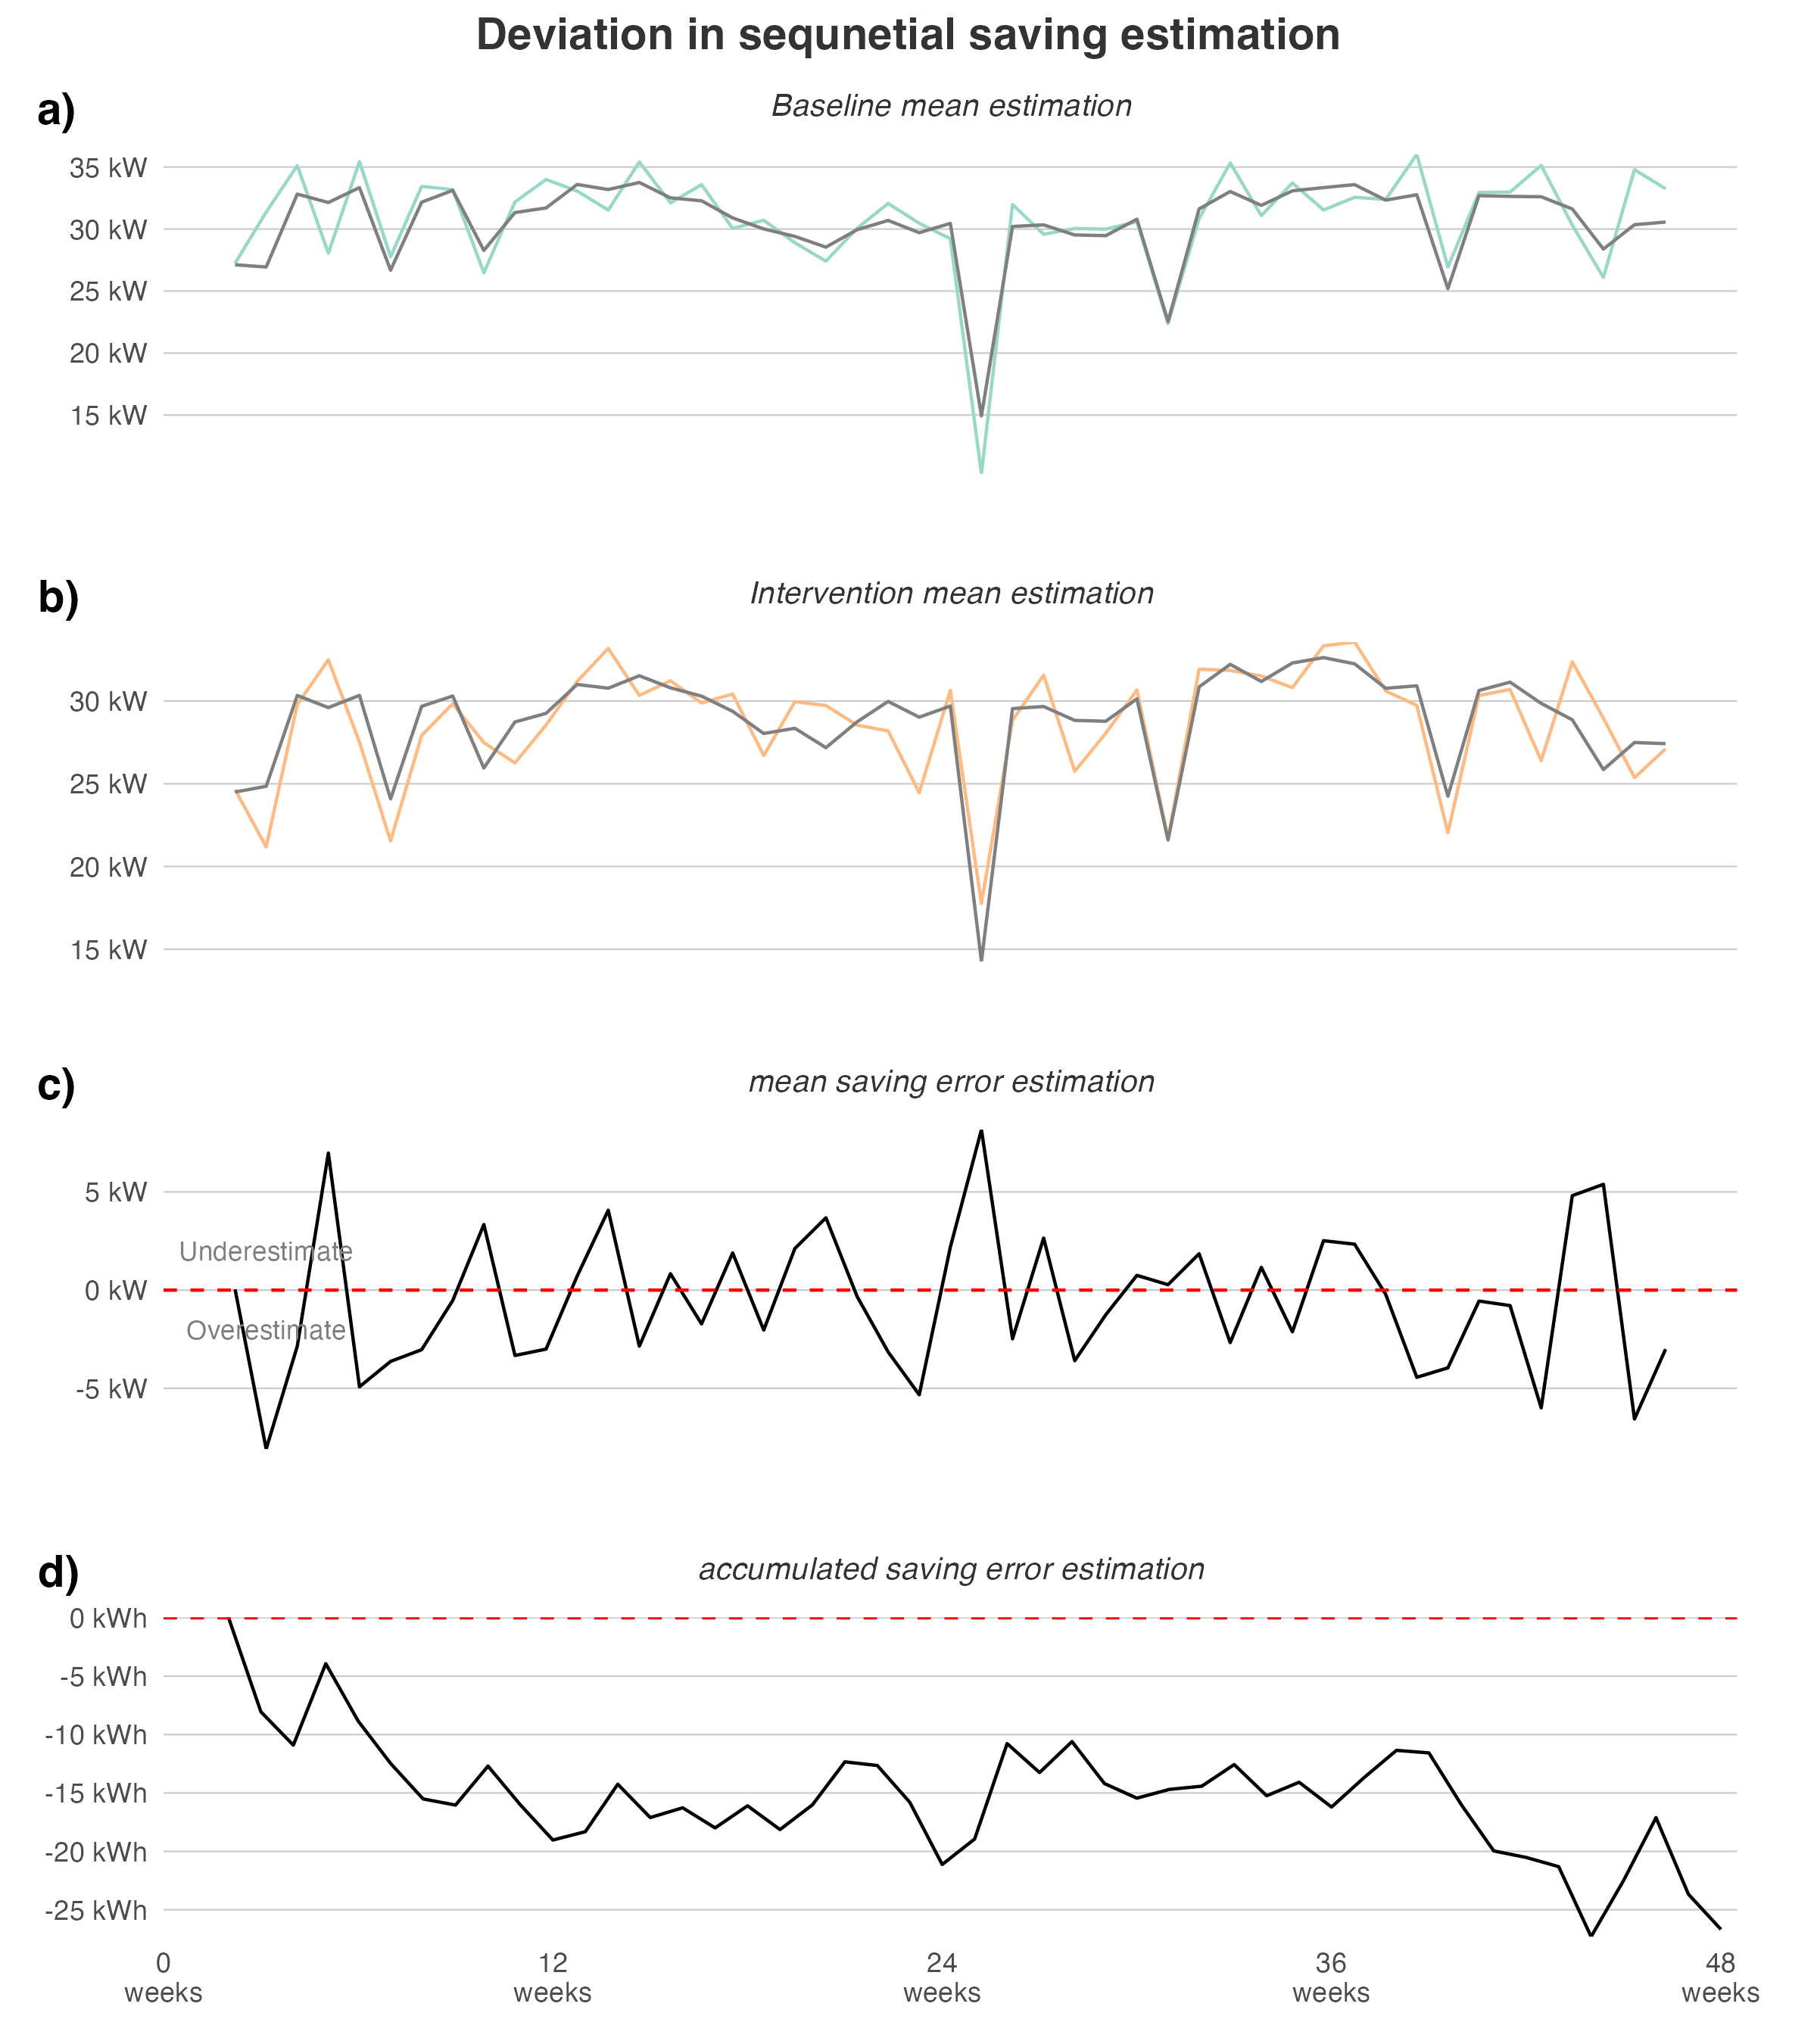 Deviation in sequnetial saving estimation
a)
Baseline mean estimation
35 kW
30 kW
25 kW
20 kW
15 kW
b)
Intervention mean estimation
30 kW
25 kW
20 kW
15 kW
c)
mean saving error estimation
5 kW
Underestimate
0 kW
Overestimate
-5 kW
d)
accumulated saving error estimation
0 kWh
-5 kWh
-10 kWh
-15 kWh
-20 kWh
-25 kWh
0 12 24 36 48
weeks weeks weeks weeks weeks